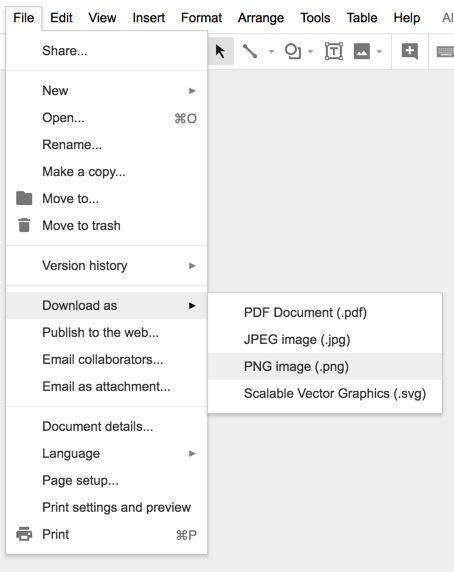 File Edit View Insert Format Arrange Tools Table Help
Share...
New
Open... ⌘O
Rename...
Make a copy...
Move to...
Move to trash
Version history
Download as
PDF Document (.pdf)
JPEG image (.jpg)
PNG image (.png)
Scalable Vector Graphics (.svg)
Publish to the web...
Email collaborators...
Email as attachment...
Document details...
Language
Page setup...
Print settings and preview
Print ⌘P